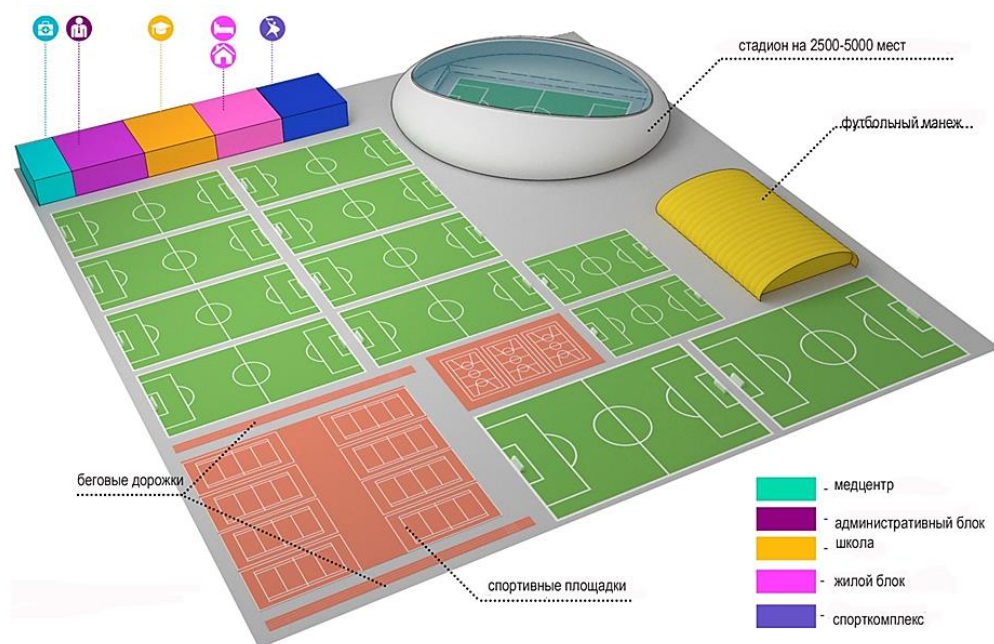 стадион на 2500-5000 мест
футбольный манеж
беговые дорожки
спортивные площадки
- медцентр
- административный блок
- школа
- жилой блок
- спорткомплекс